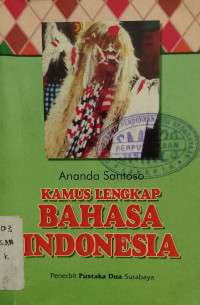 Ananda Santoso
KAMUS LENGKAP
BAHASA
INDONESIA
Penerbit Pustaka Dua Surabaya